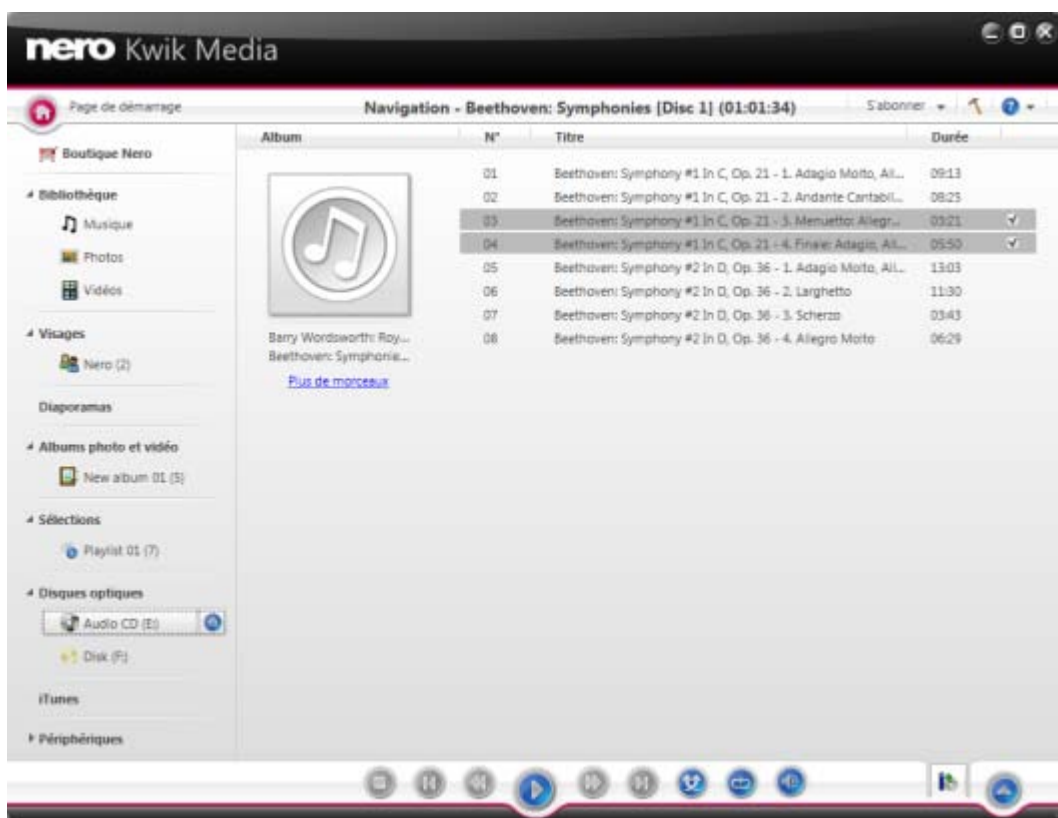 nero Kwik Media
Page de démarrage
Navigation - Beethoven: Symphonies [Disc 1] (01:01:34)
S'abonner
Boutique Nero
Bibliothèque
Musique
Photos
Vidéos
Visages
Nero (2)
Diaporamas
Albums photo et vidéo
New album 01 (5)
Sélections
Playlist 01 (7)
Disques optiques
Audio CD (E:)
Disk (F:)
iTunes
Périphériques
Album N° Titre Durée
Barry Wordsworth: Roy...
Beethoven: Symphonie...
Plus de morceaux
01 Beethoven: Symphony #1 In C, Op. 21 - 1. Adagio Molto, All... 09:13
02 Beethoven: Symphony #1 In C, Op. 21 - 2. Andante Cantabil... 08:25
03 Beethoven: Symphony #1 In C, Op. 21 - 3. Menuetto: Allegr... 03:21
04 Beethoven: Symphony #1 In C, Op. 21 - 4. Finale: Adagio, All... 05:50
05 Beethoven: Symphony #2 In D, Op. 36 - 1. Adagio Molto, All... 13:03
06 Beethoven: Symphony #2 In D, Op. 36 - 2. Larghetto 11:30
07 Beethoven: Symphony #2 In D, Op. 36 - 3. Scherzo 03:43
08 Beethoven: Symphony #2 In D, Op. 36 - 4. Allegro Molto 06:29